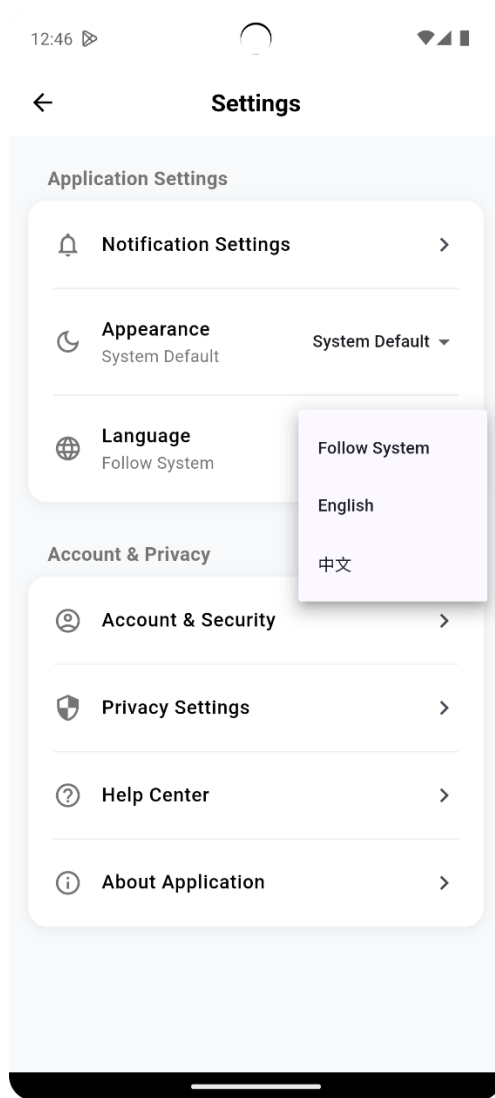 12:46
Settings
Application Settings
Notification Settings
Appearance
System Default
System Default
Language
Follow System
Follow System
English
中文
Account & Privacy
Account & Security
Privacy Settings
Help Center
About Application